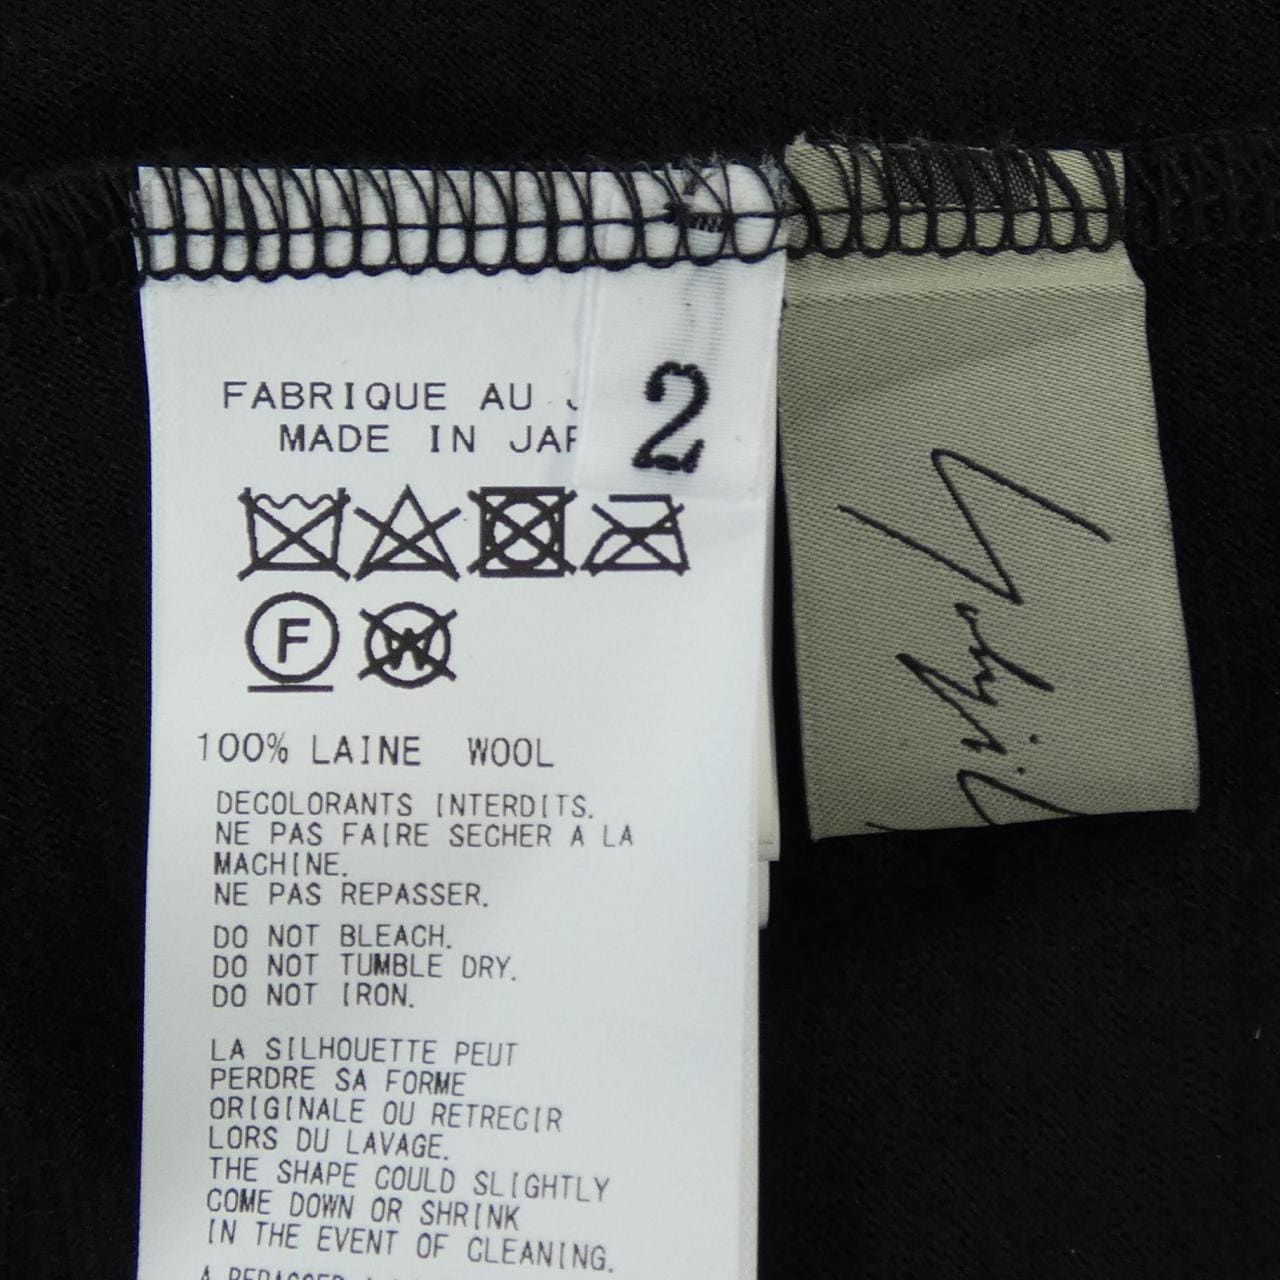 FABRIQUE AU
MADE IN JAP
2
F
W
100% LAINE WOOL
DECOLORANTS INTERDITS.
NE PAS FAIRE SECHER A LA
MACHINE.
NE PAS REPASSER.
DO NOT BLEACH.
DO NOT TUMBLE DRY.
DO NOT IRON.
LA SILHOUETTE PEUT
PERDRE SA FORME
ORIGINALE OU RETRECIR
LORS DU LAVAGE.
THE SHAPE COULD SLIGHTLY
COME DOWN OR SHRINK
IN THE EVENT OF CLEANING.
Yohji